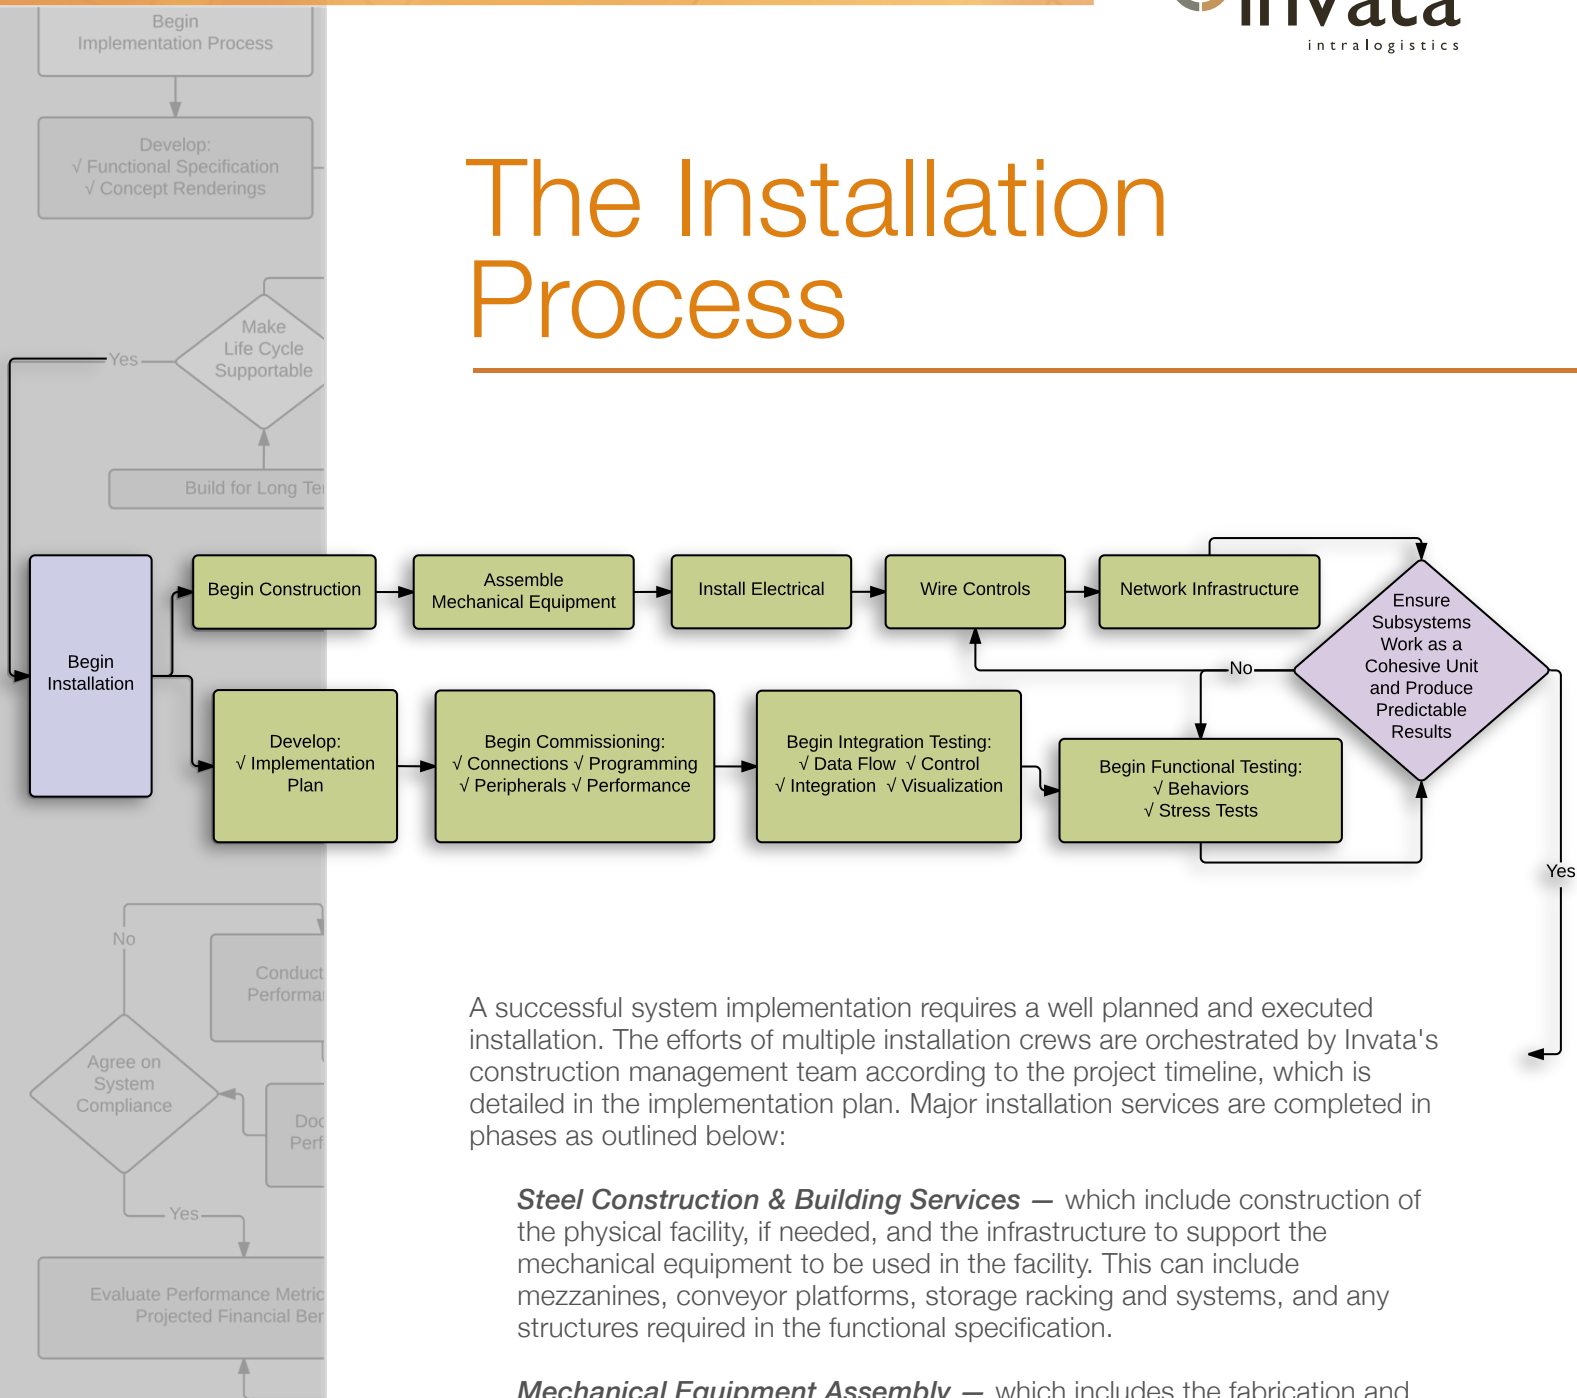 invata
intralogistics
Begin
Implementation Process
Develop:
√ Functional Specification
√ Concept Renderings
The Installation
Process
Make
Life Cycle
Supportable
Yes
Build for Long
Begin Construction
Assemble
Mechanical Equipment
Install Electrical
Wire Controls
Network Infrastructure
Ensure
Subsystems
Work as a
Cohesive Unit
and Produce
Predictable
Results
Begin
Installation
No
Develop:
√ Implementation
Plan
Begin Commissioning:
√ Connections √ Programming
√ Peripherals √ Performance
Begin Integration Testing:
√ Data Flow √ Control
√ Integration √ Visualization
Begin Functional Testing:
√ Behaviors
√ Stress Tests
Yes
No
Conduct
Agree on
System
Compliance
Yes
Evaluate Performance
Projected Financial
A successful system implementation requires a well planned and executed
installation. The efforts of multiple installation crews are orchestrated by Invata's
construction management team according to the project timeline, which is
detailed in the implementation plan. Major installation services are completed in
phases as outlined below:
Steel Construction & Building Services — which include construction of
the physical facility, if needed, and the infrastructure to support the
mechanical equipment to be used in the facility. This can include
mezzanines, conveyor platforms, storage racking and systems, and any
structures required in the functional specification.
Mechanical Equipment Assembly — which includes the fabrication and